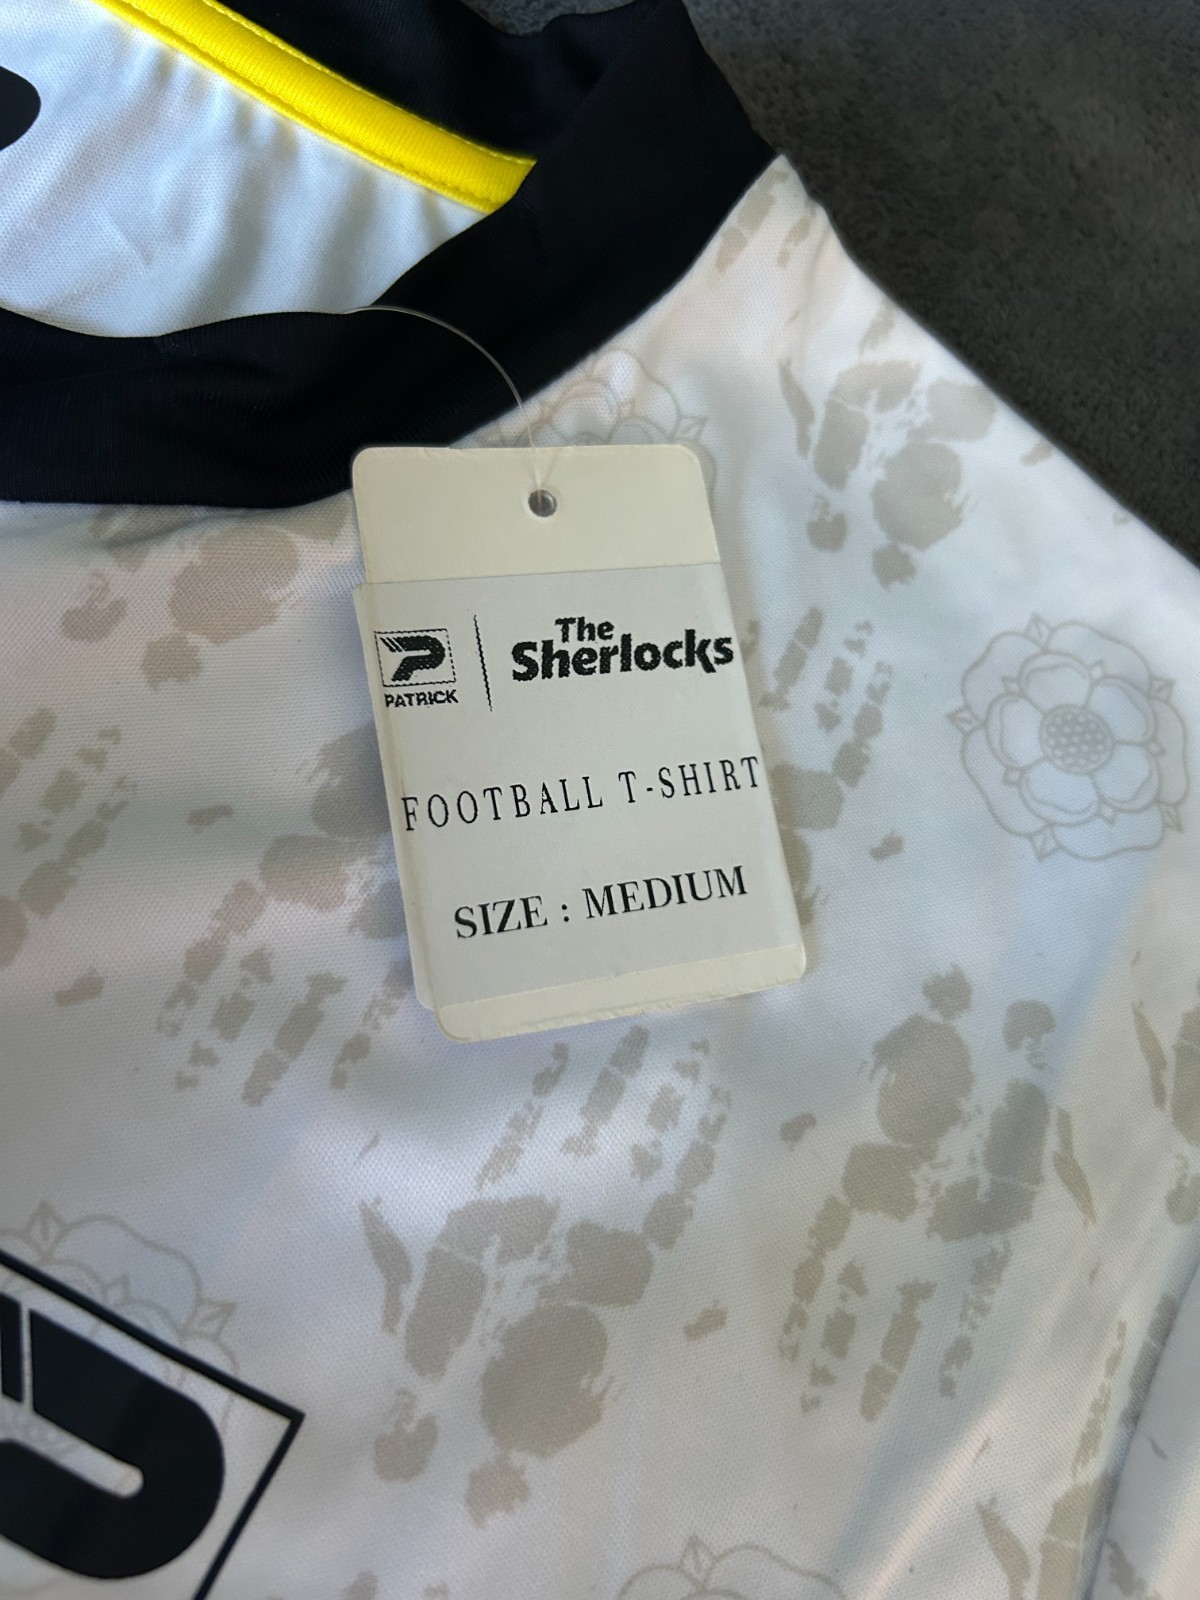 The
Sherlocks
PATRICK
FOOTBALL T-SHIRT
SIZE : MEDIUM